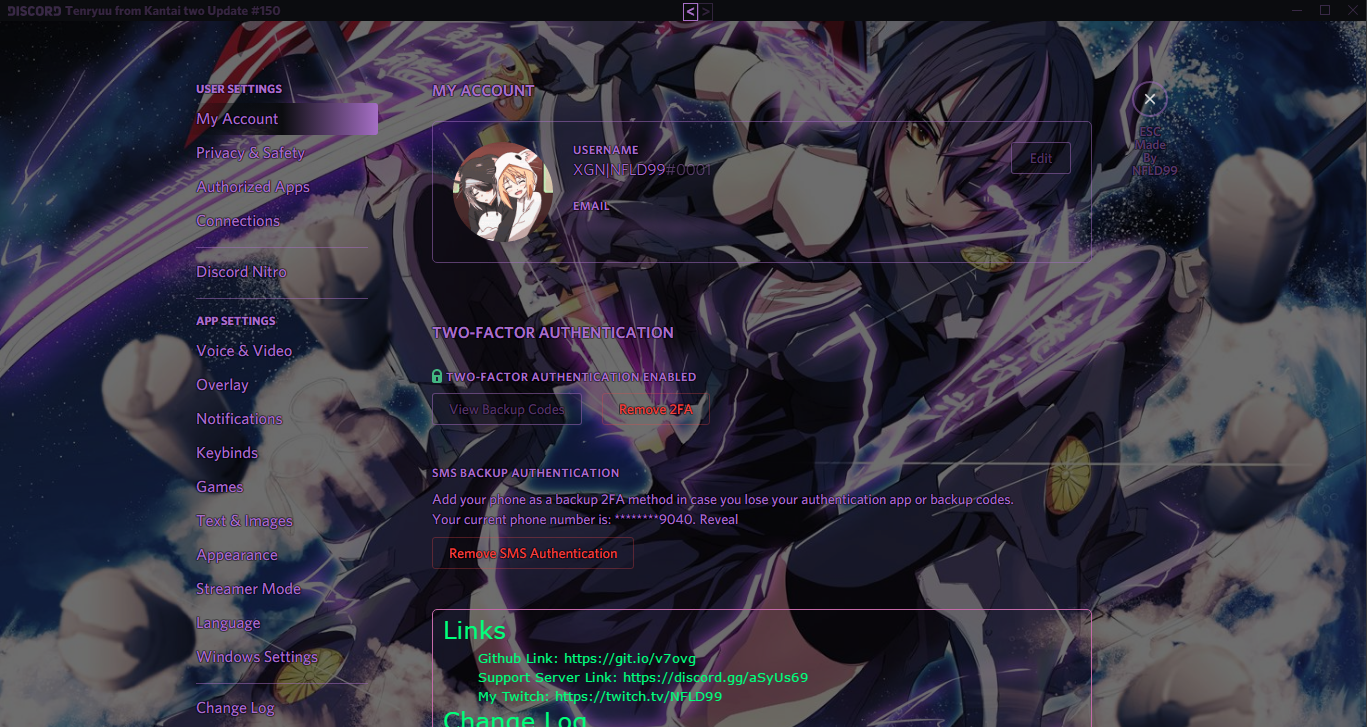 DISCORD Tenryuu from Kantai two Update #150
< >
USER SETTINGS
My Account
Privacy & Safety
Authorized Apps
Connections
Discord Nitro
APP SETTINGS
Voice & Video
Overlay
Notifications
Keybinds
Games
Text & Images
Appearance
Streamer Mode
Language
Windows Settings
Change Log
MY ACCOUNT
USERNAME
XGN|NFLD99#0001
EMAIL
Edit
ESC
Made
By
NFLD99
TWO-FACTOR AUTHENTICATION
TWO-FACTOR AUTHENTICATION ENABLED
View Backup Codes
Remove 2FA
SMS BACKUP AUTHENTICATION
Add your phone as a backup 2FA method in case you lose your authentication app or backup codes.
Your current phone number is: ********9040. Reveal
Remove SMS Authentication
Links
Github Link: https://git.io/v7ovg
Support Server Link: https://discord.gg/aSyUs69
My Twitch: https://twitch.tv/NFLD99
Change Log